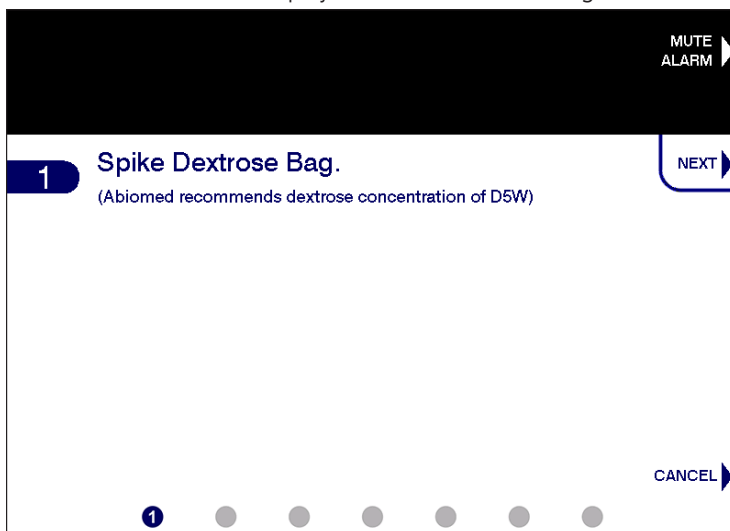 MUTE
ALARM
1
Spike Dextrose Bag.
NEXT
(Abiomed recommends dextrose concentration of D5W)
CANCEL
1